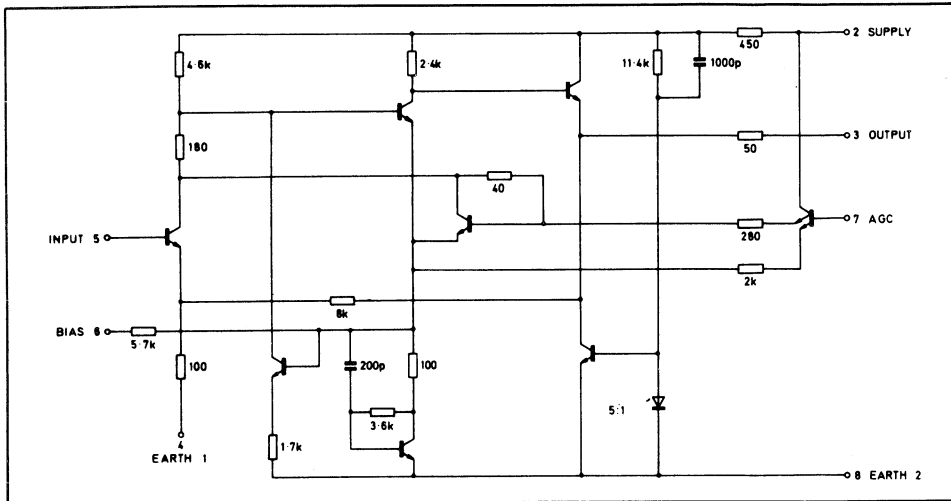 2 SUPPLY
450
4·6k
2·4k
11·4k
1000p
180
3 OUTPUT
50
40
7 AGC
INPUT 5
280
2k
8k
BIAS 6
5·7k
100
200p
100
5:1
3·6k
4
EARTH 1
1·7k
8 EARTH 2